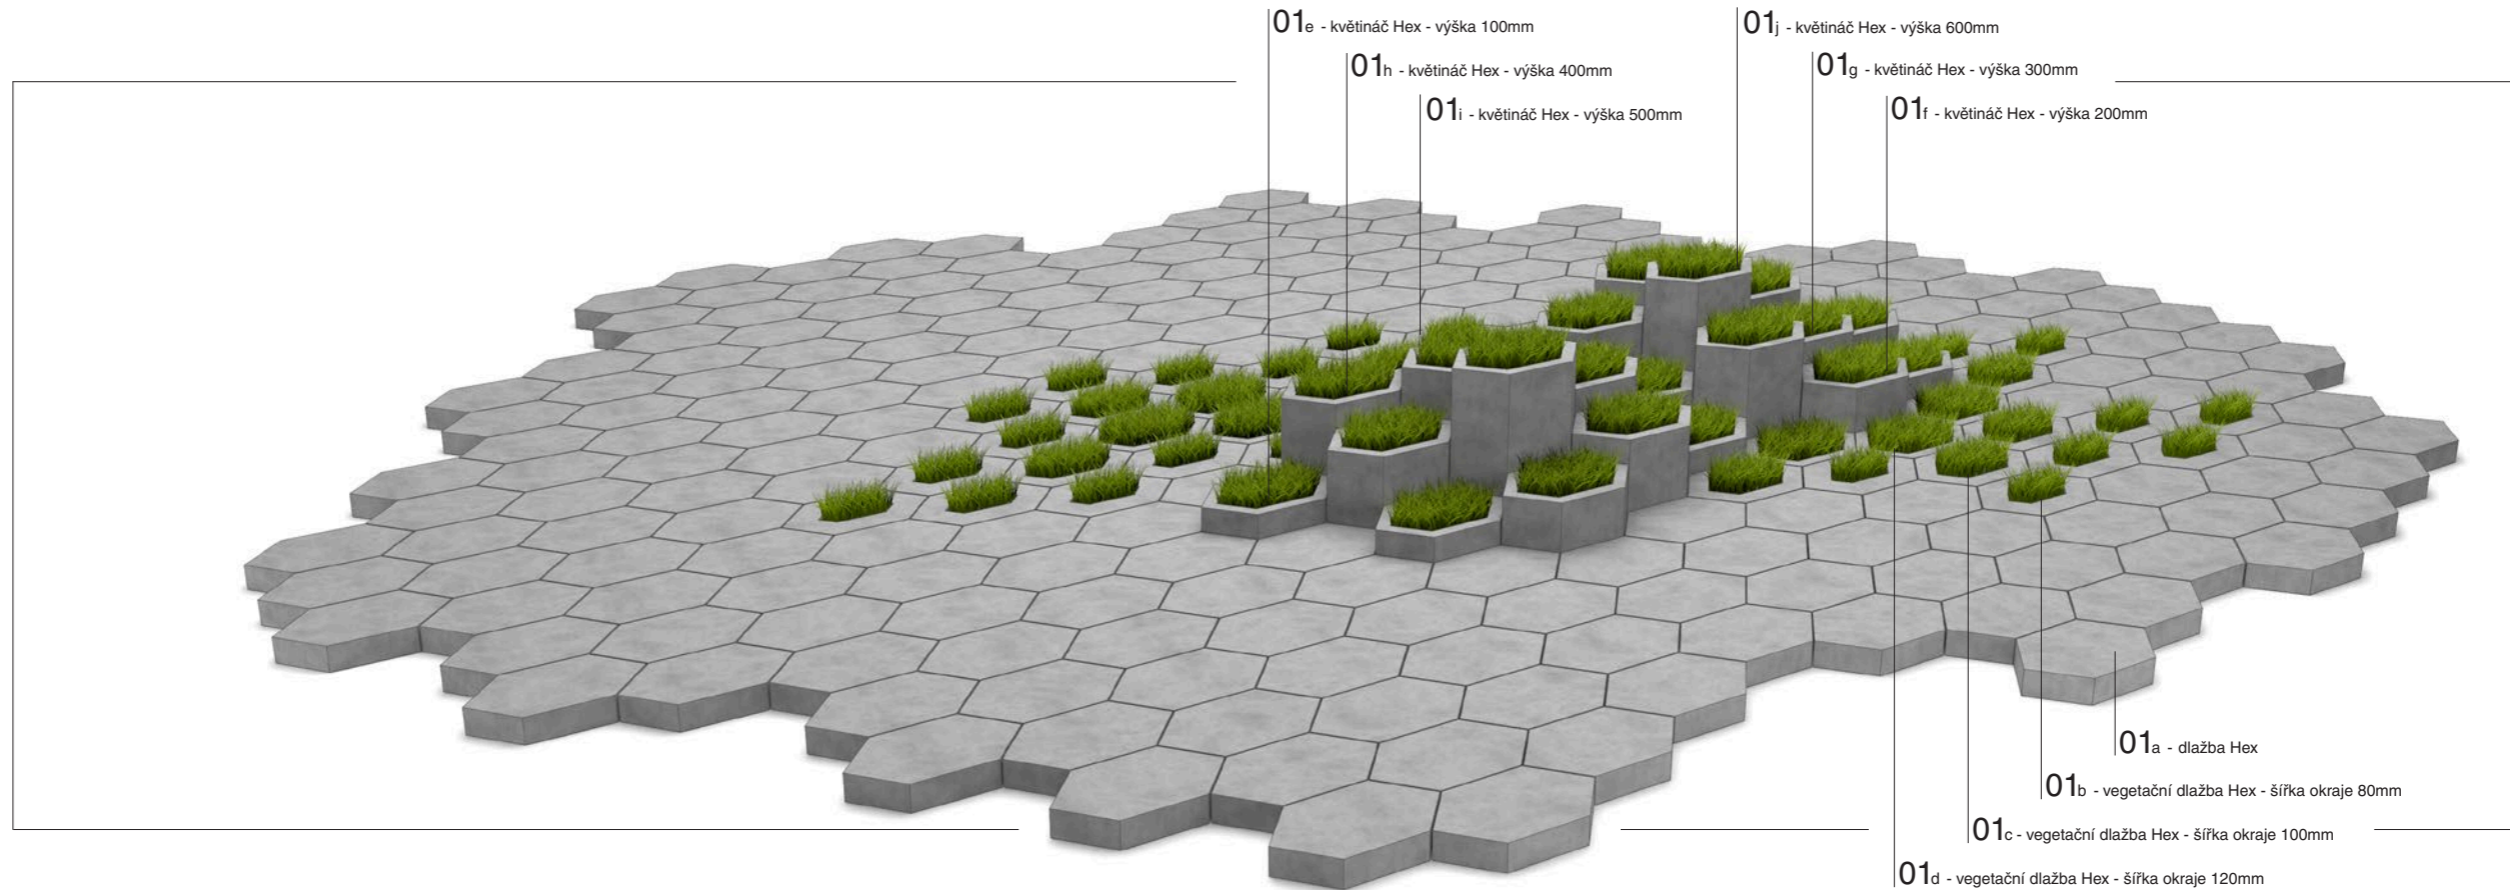 01e - květináč Hex - výška 100mm
01j - květináč Hex - výška 600mm
01h - květináč Hex - výška 400mm
01g - květináč Hex - výška 300mm
01i - květináč Hex - výška 500mm
01f - květináč Hex - výška 200mm
01a - dlažba Hex
01b - vegetační dlažba Hex - šířka okraje 80mm
01c - vegetační dlažba Hex - šířka okraje 100mm
01d - vegetační dlažba Hex - šířka okraje 120mm